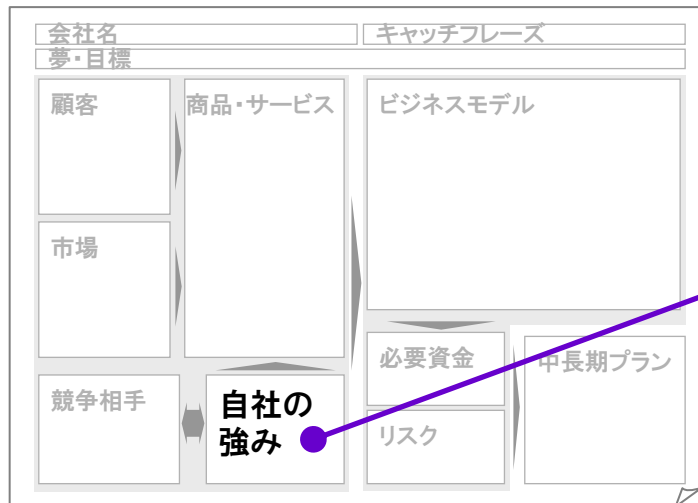 会社名
キャッチフレーズ
夢・目標
顧客
商品・サービス
ビジネスモデル
市場
必要資金
中長期プラン
競争相手
自社の
強み
リスク